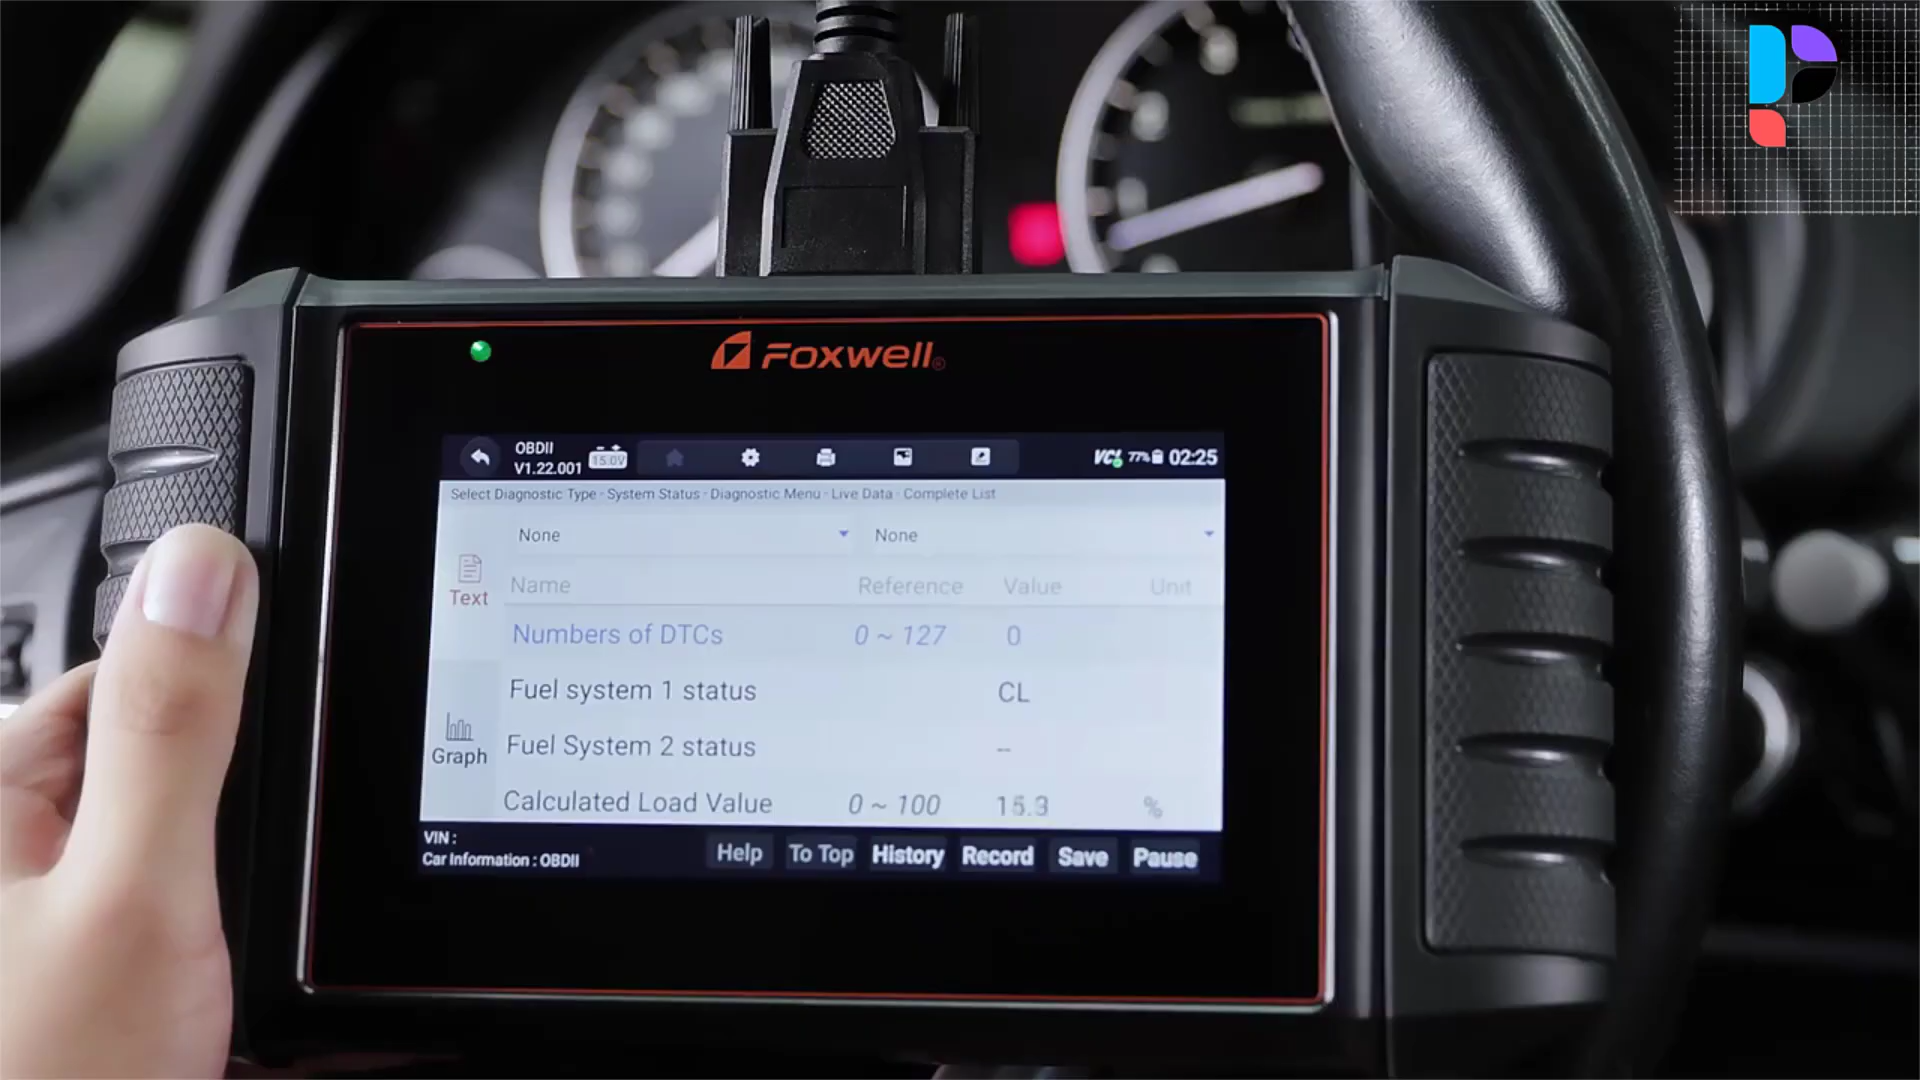 Foxwell®
OBDII
V1.22.001
15.0V
VCI 77% 02:25
Select Diagnostic Type - System Status - Diagnostic Menu - Live Data - Complete List
None None
Text
Name Reference Value Unit
Numbers of DTCs 0 ~ 127 0
Fuel system 1 status CL
Graph
Fuel System 2 status --
Calculated Load Value 0 ~ 100 15.3 %
VIN :
Car Information : OBDII
Help To Top History Record Save Pause